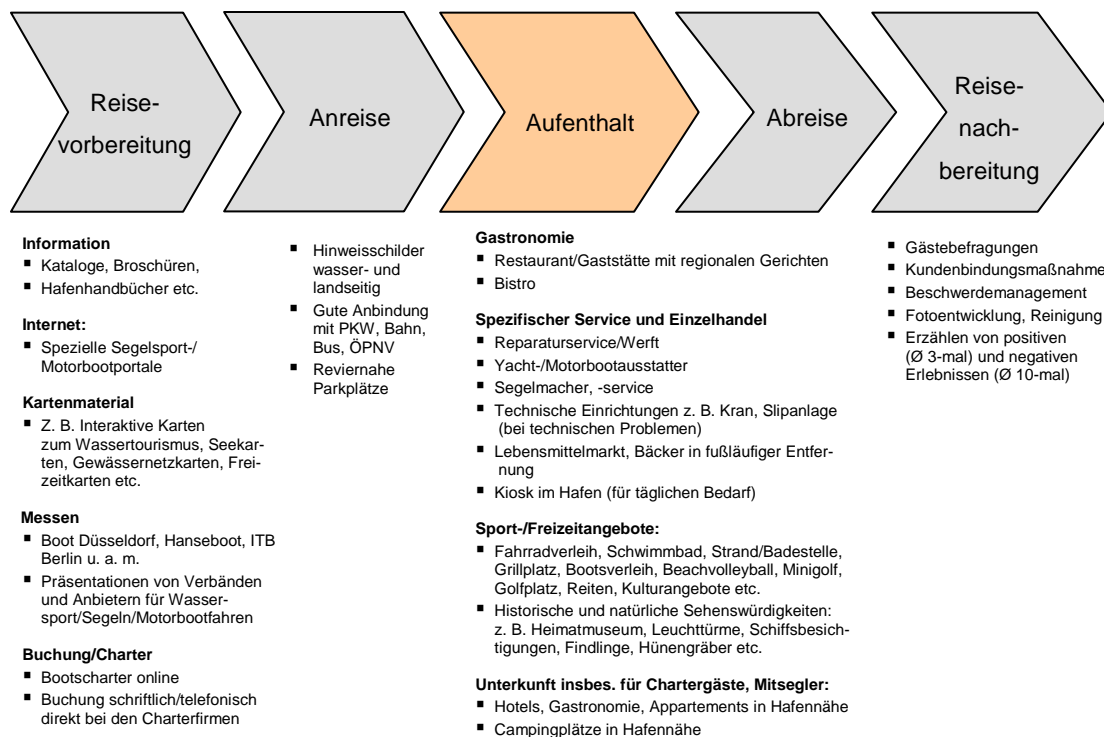 Reise-
vorbereitung
Anreise
Aufenthalt
Abreise
Reise-
nach-
bereitung
Information
▪ Kataloge, Broschüren,
▪ Hafenhandbücher etc.
Internet:
▪ Spezielle Segelsport-/
Motorbootportale
Kartenmaterial
▪ Z. B. Interaktive Karten
zum Wassertourismus, Seekar-
ten, Gewässernetzkarten, Frei-
zeitkarten etc.
Messen
▪ Boot Düsseldorf, Hanseboot, ITB
Berlin u. a. m.
▪ Präsentationen von Verbänden
und Anbietern für Wasser-
sport/Segeln/Motorbootfahren
Buchung/Charter
▪ Bootscharter online
▪ Buchung schriftlich/telefonisch
direkt bei den Charterfirmen
▪ Hinweisschilder
wasser- und
landseitig
▪ Gute Anbindung
mit PKW, Bahn,
Bus, ÖPNV
▪ Reviernahe
Parkplätze
Gastronomie
▪ Restaurant/Gaststätte mit regionalen Gerichten
▪ Bistro
Spezifischer Service und Einzelhandel
▪ Reparaturservice/Werft
▪ Yacht-/Motorbootausstatter
▪ Segelmacher, -service
▪ Technische Einrichtungen z. B. Kran, Slipanlage
(bei technischen Problemen)
▪ Lebensmittelmarkt, Bäcker in fußläufiger Entfer-
nung
▪ Kiosk im Hafen (für täglichen Bedarf)
Sport-/Freizeitangebote:
▪ Fahrradverleih, Schwimmbad, Strand/Badestelle,
Grillplatz, Bootsverleih, Beachvolleyball, Minigolf,
Golfplatz, Reiten, Kulturangebote etc.
▪ Historische und natürliche Sehenswürdigkeiten:
z. B. Heimatmuseum, Leuchttürme, Schiffsbesich-
tigungen, Findlinge, Hünengräber etc.
Unterkunft insbes. für Chartergäste, Mitsegler:
▪ Hotels, Gastronomie, Appartements in Hafennähe
▪ Campingplätze in Hafennähe
▪ Gästebefragungen
▪ Kundenbindungsmaßnahme
▪ Beschwerdemanagement
▪ Fotoentwicklung, Reinigung
▪ Erzählen von positiven
(Ø 3-mal) und negativen
Erlebnissen (Ø 10-mal)